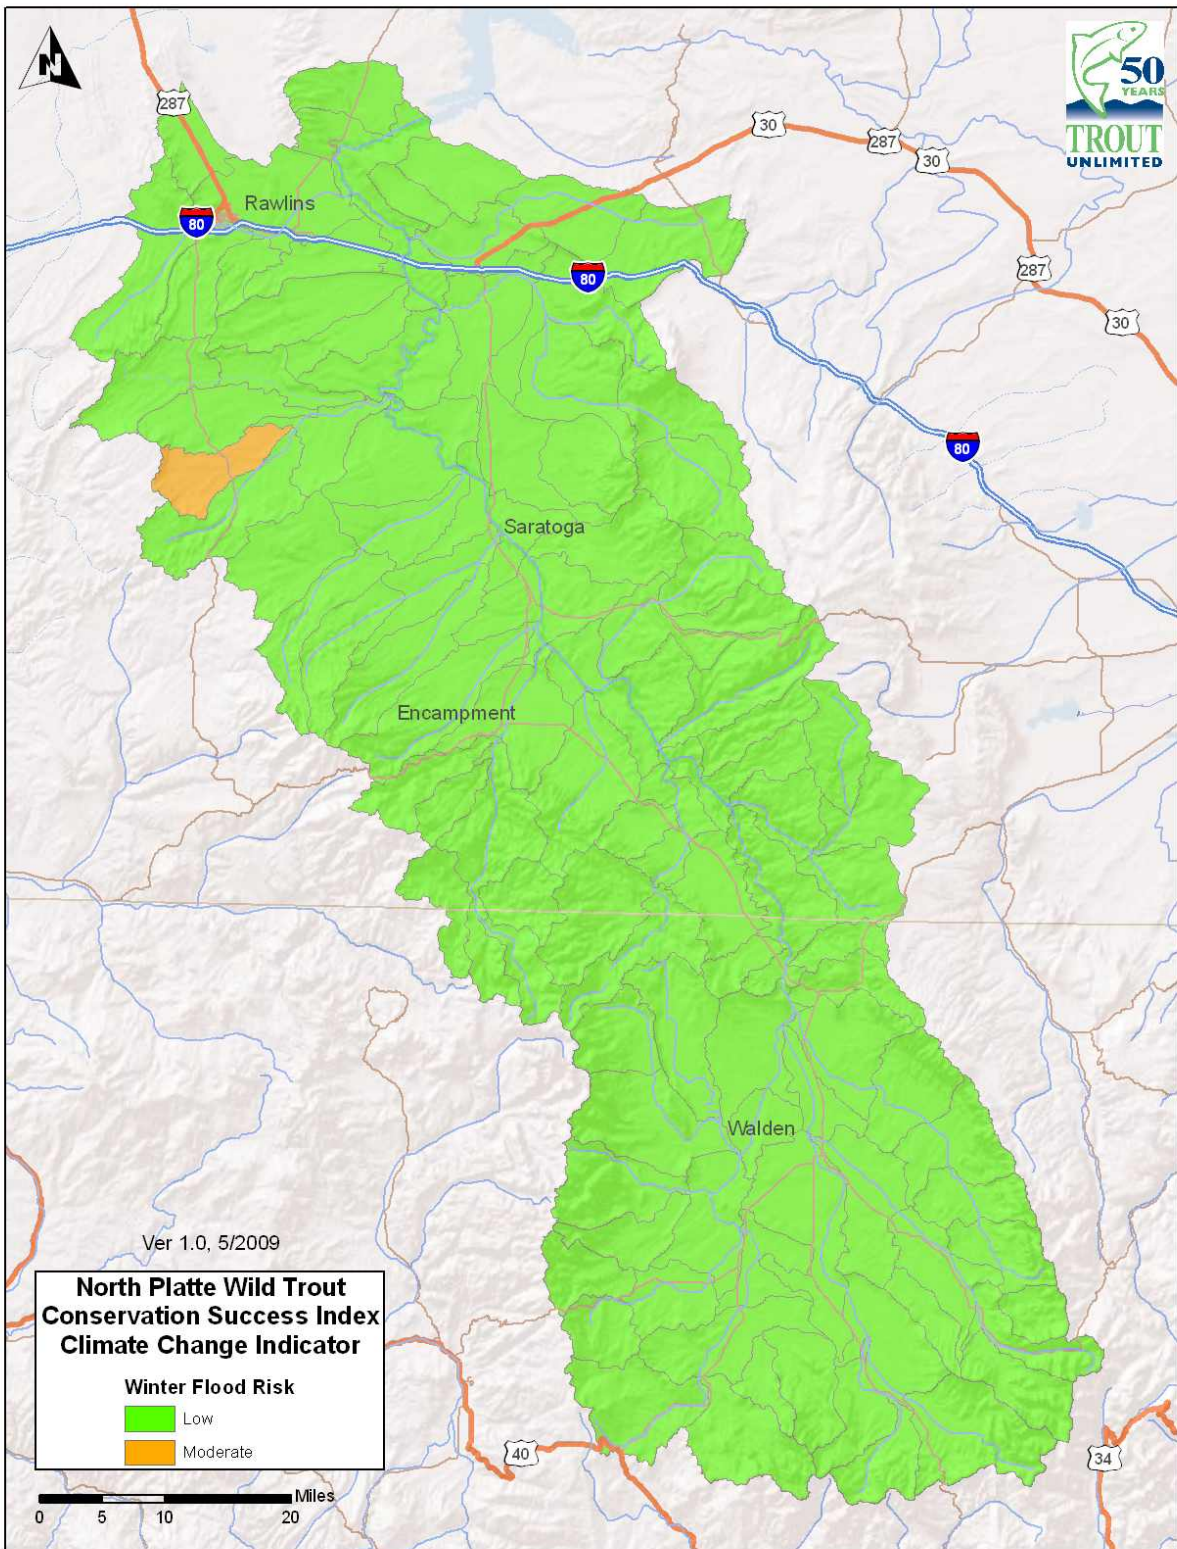 N
287
50
YEARS
TROUT
UNLIMITED
30
287
30
Rawlins
80
80
287
30
80
Saratoga
Encampment
Walden
Ver 1.0, 5/2009
North Platte Wild Trout
Conservation Success Index
Climate Change Indicator
Winter Flood Risk
Low
Moderate
40
34
Miles
0 5 10 20